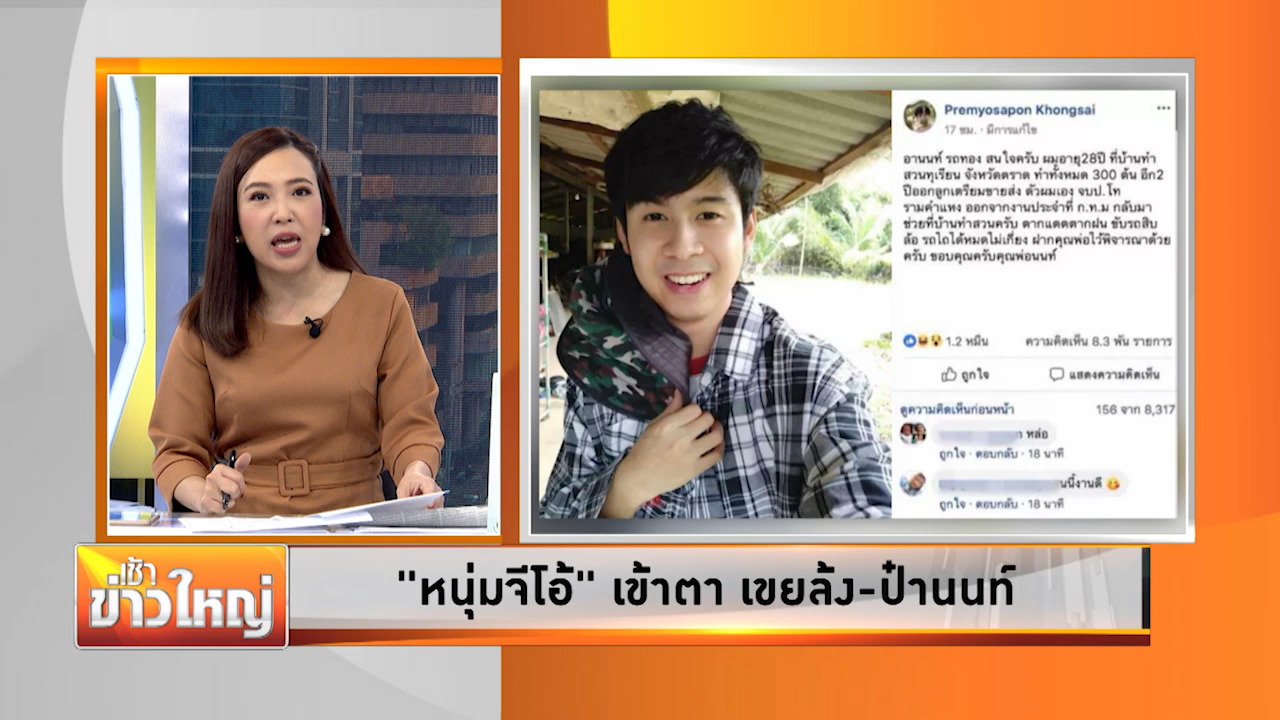 Premyosapon Khongsai
17 ชม. · มีการแก้ไข
อานนท์ รถทอง สนใจครับ ผมอายุ28ปี ที่บ้านทำ
สวนทุเรียน จังหวัดตราด ทำทั้งหมด 300 ต้น อีก2
ปีออกลูกเตรียมขายส่ง ตัวผมเอง จบป.โท
รามคำแหง ออกจากงานประจำที่ ก.ท.ม กลับมา
ช่วยที่บ้านทำสวนครับ ตากแดดตากฝน ขับรถสิบ
ล้อ รถไถได้หมดไม่เกี่ยง ฝากคุณพ่อไว้พิจารณาด้วย
ครับ ขอบคุณครับคุณพ่อนนท์
1.2 หมื่น ความคิดเห็น 8.3 พัน รายการ
ถูกใจ แสดงความคิดเห็น
ดูความคิดเห็นก่อนหน้า 156 จาก 8,317
หล่อ
ถูกใจ · ตอบกลับ · 18 นาที
นนี้งานดี
ถูกใจ · ตอบกลับ · 18 นาที
เช้า
ข่าวใหญ่
"หนุ่มจีโอ้" เข้าตา เขยล้ง-ป๋านนท์